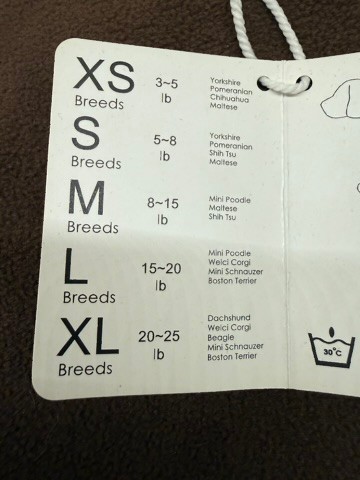 XS
Breeds
3~5
lb
Yorkshire
Pomeranian
Chihuahua
Maltese
S
Breeds
5~8
lb
Yorkshire
Pomeranian
Shih Tsu
Maltese
M
Breeds
8~15
lb
Mini Poodle
Maltese
Shih Tsu
L
Breeds
15~20
lb
Mini Poodle
Welci Corgi
Mini Schnauzer
Boston Terrier
XL
Breeds
20~25
lb
Dachshund
Welci Corgi
Beagle
Mini Schnauzer
Boston Terrier
30°C